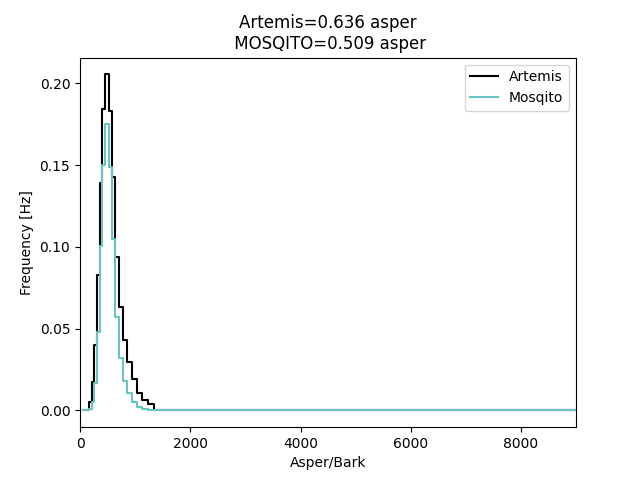 Artemis=0.636 asper
MOSQITO=0.509 asper
Artemis
Mosqito
Frequency [Hz]
0.20
0.15
0.10
0.05
0.00
0 2000 4000 6000 8000
Asper/Bark